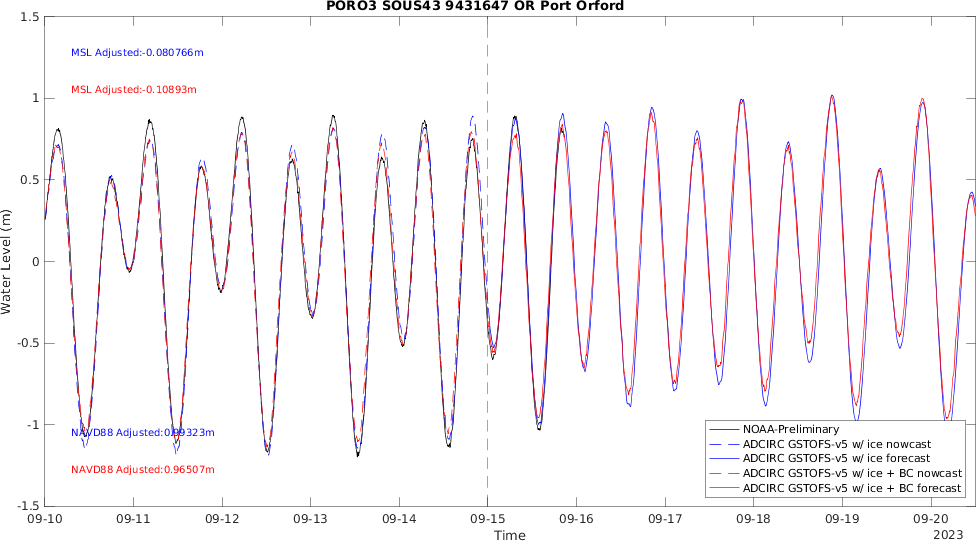 PORO3 SOUS43 9431647 OR Port Orford
1.5
MSL Adjusted:-0.080766m
MSL Adjusted:-0.10893m
1
0.5
Water Level (m)
0
-0.5
-1
NAVD88 Adjusted:0.99323m
NAVD88 Adjusted:0.96507m
-1.5
NOAA-Preliminary
ADCIRC GSTOFS-v5 w/ ice nowcast
ADCIRC GSTOFS-v5 w/ ice forecast
ADCIRC GSTOFS-v5 w/ ice + BC nowcast
ADCIRC GSTOFS-v5 w/ ice + BC forecast
09-10 09-11 09-12 09-13 09-14 09-15 09-16 09-17 09-18 09-19 09-20
Time
2023